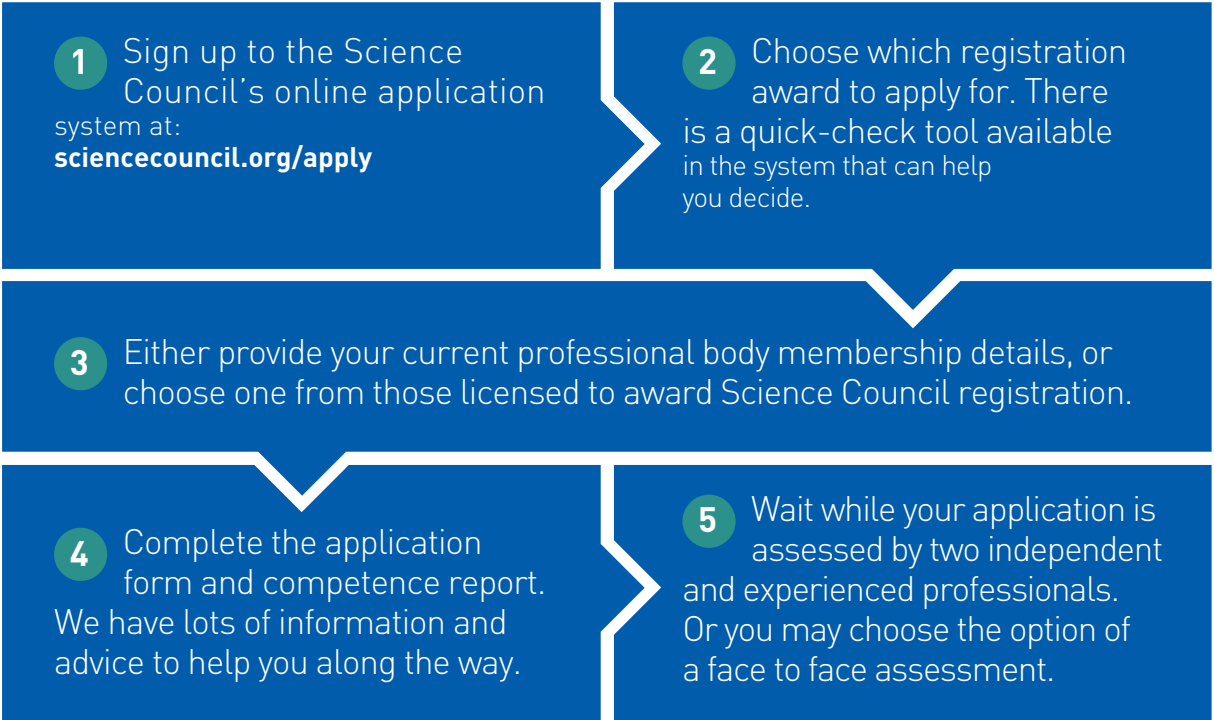 1 Sign up to the Science
Council's online application
system at:
sciencecouncil.org/apply
2 Choose which registration
award to apply for. There
is a quick-check tool available
in the system that can help
you decide.
3 Either provide your current professional body membership details, or
choose one from those licensed to award Science Council registration.
4 Complete the application
form and competence report.
We have lots of information and
advice to help you along the way.
5 Wait while your application is
assessed by two independent
and experienced professionals.
Or you may choose the option of
a face to face assessment.